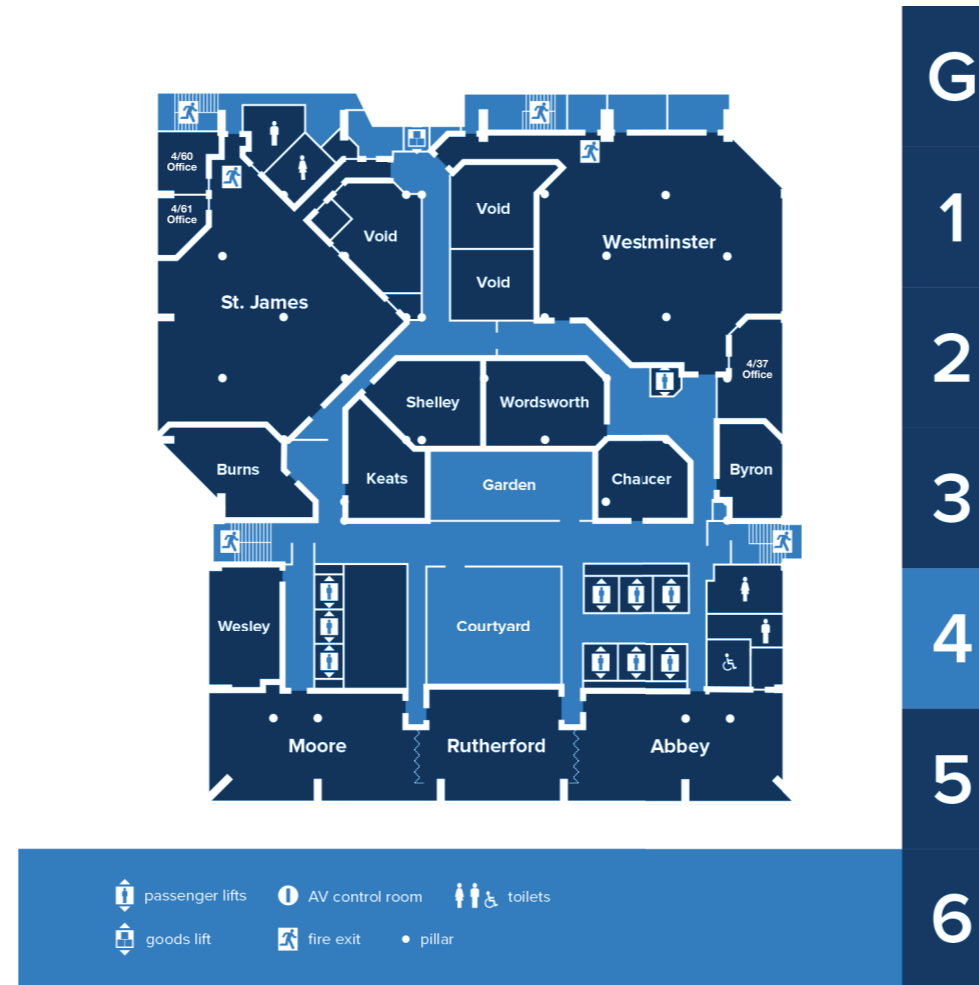 G
1
2
3
4
5
6
4/60
Office
4/61
Office
Void
Void
Void
Westminster
St. James
4/37
Office
Shelley
Wordsworth
Burns
Keats
Garden
Chaucer
Byron
Wesley
Courtyard
Moore
Rutherford
Abbey
passenger lifts
AV control room
toilets
goods lift
fire exit
pillar